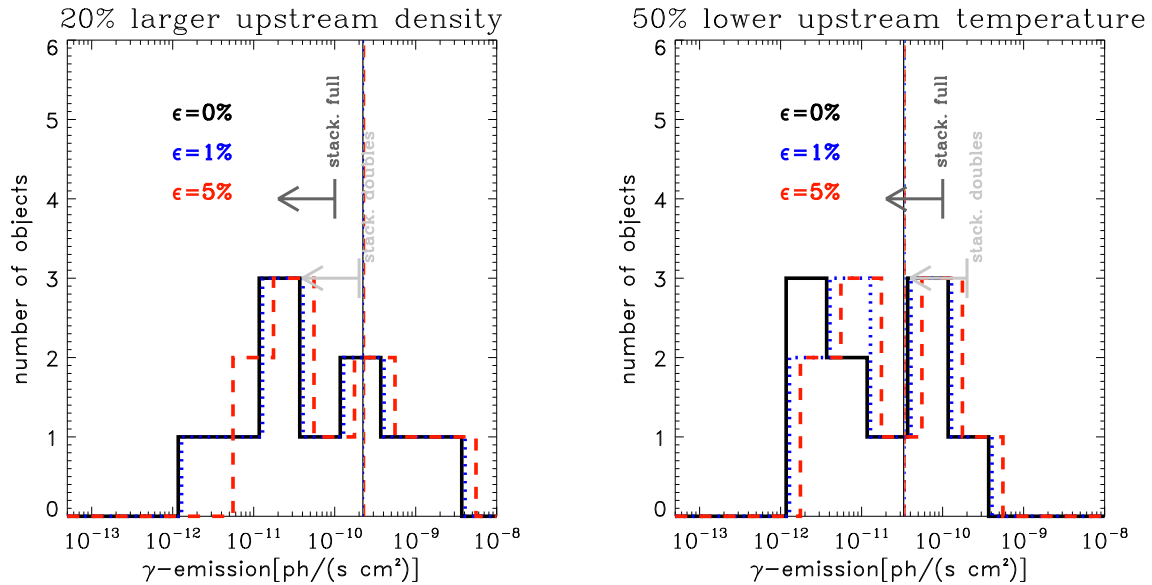 20% larger upstream density
number of objects
6
5
4
3
2
1
0
ϵ=0%
ϵ=1%
ϵ=5%
stack. full
stack. doubles
10^-13 10^-12 10^-11 10^-10 10^-9 10^-8
γ-emission[ph/(s cm²)]
50% lower upstream temperature
number of objects
6
5
4
3
2
1
0
ϵ=0%
ϵ=1%
ϵ=5%
stack. full
stack. doubles
10^-13 10^-12 10^-11 10^-10 10^-9 10^-8
γ-emission[ph/(s cm²)]